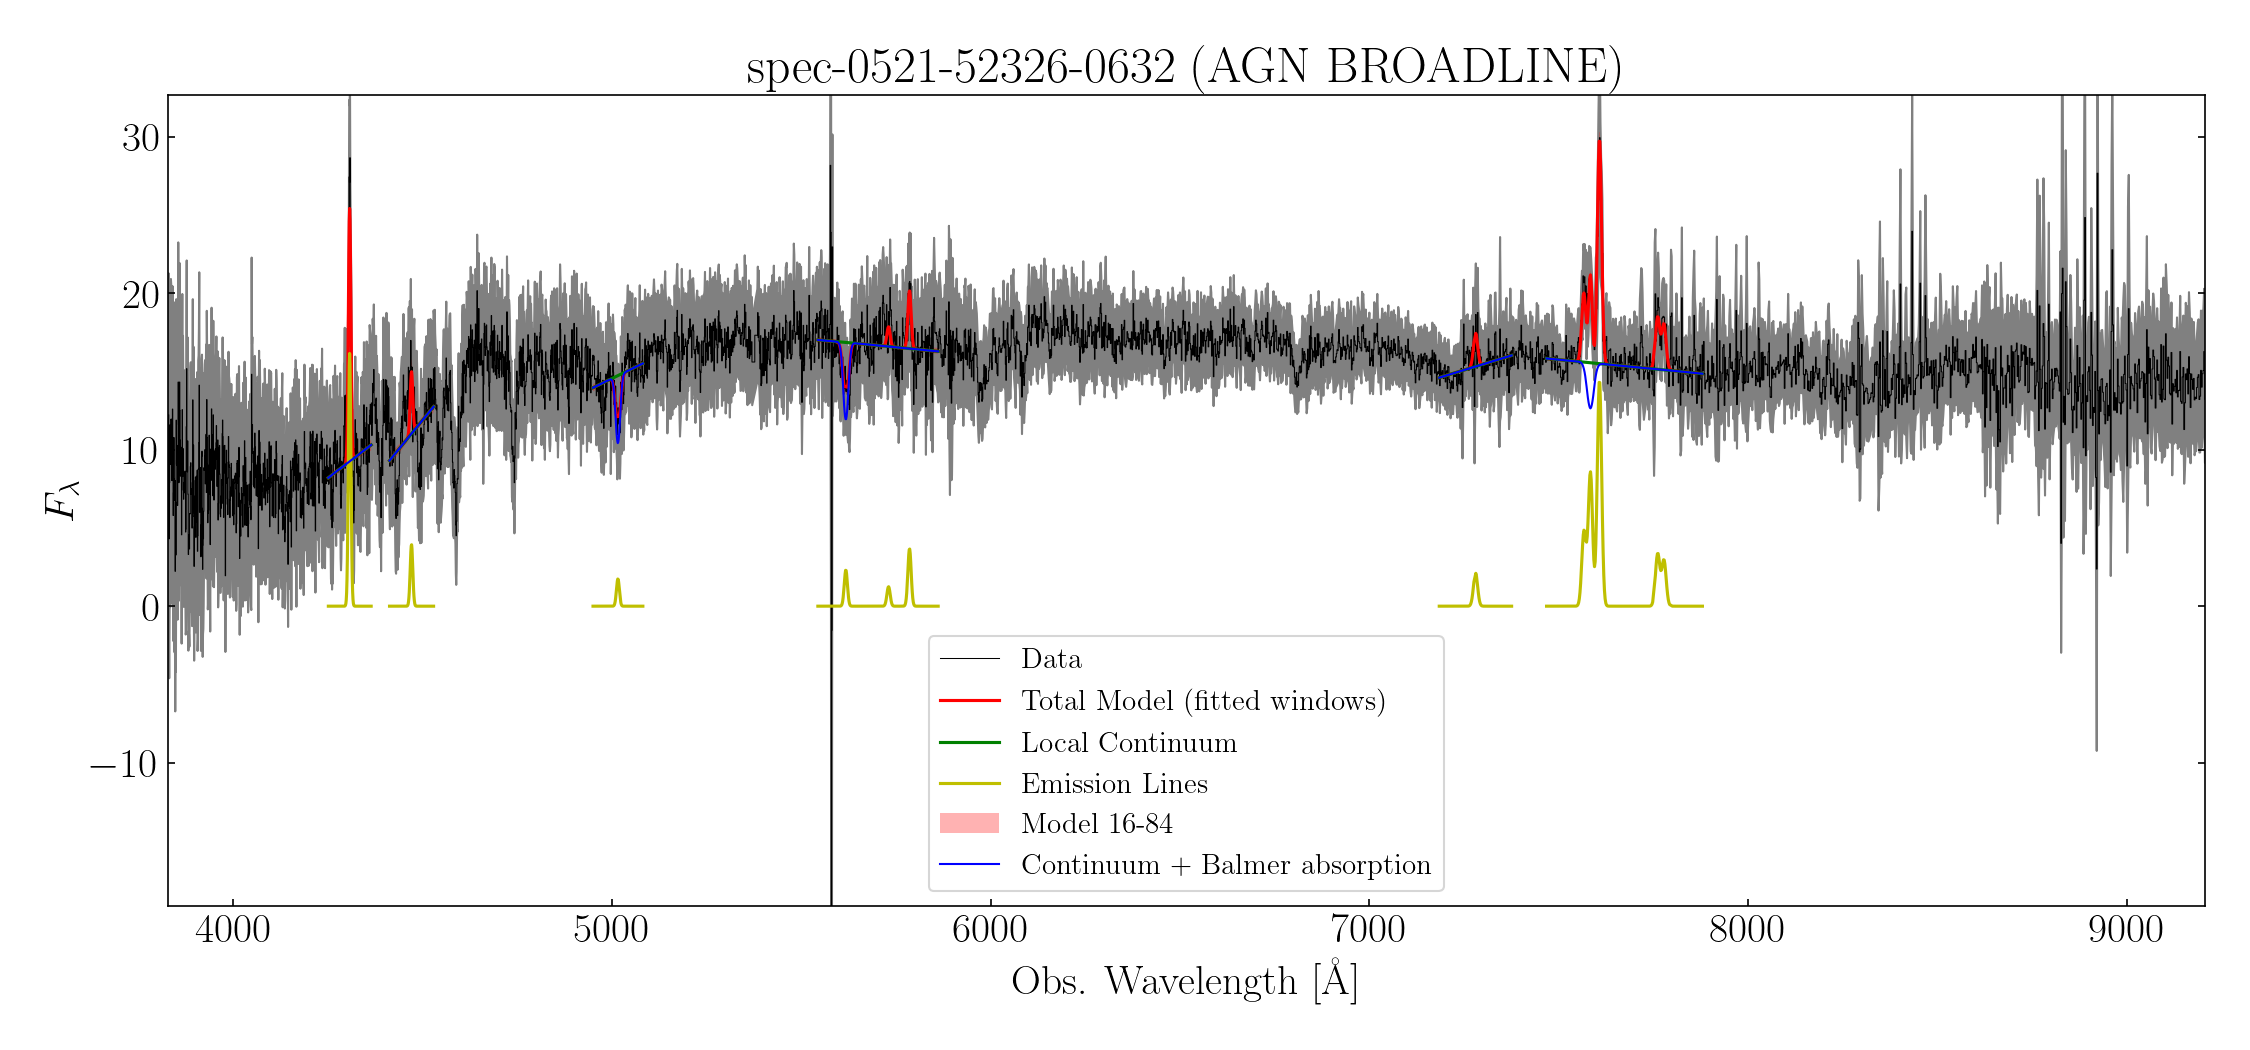 spec-0521-52326-0632 (AGN BROADLINE)
30
20
10
0
−10
F_λ
4000 5000 6000 7000 8000 9000
Obs. Wavelength [Å]
Data
Total Model (fitted windows)
Local Continuum
Emission Lines
Model 16-84
Continuum + Balmer absorption